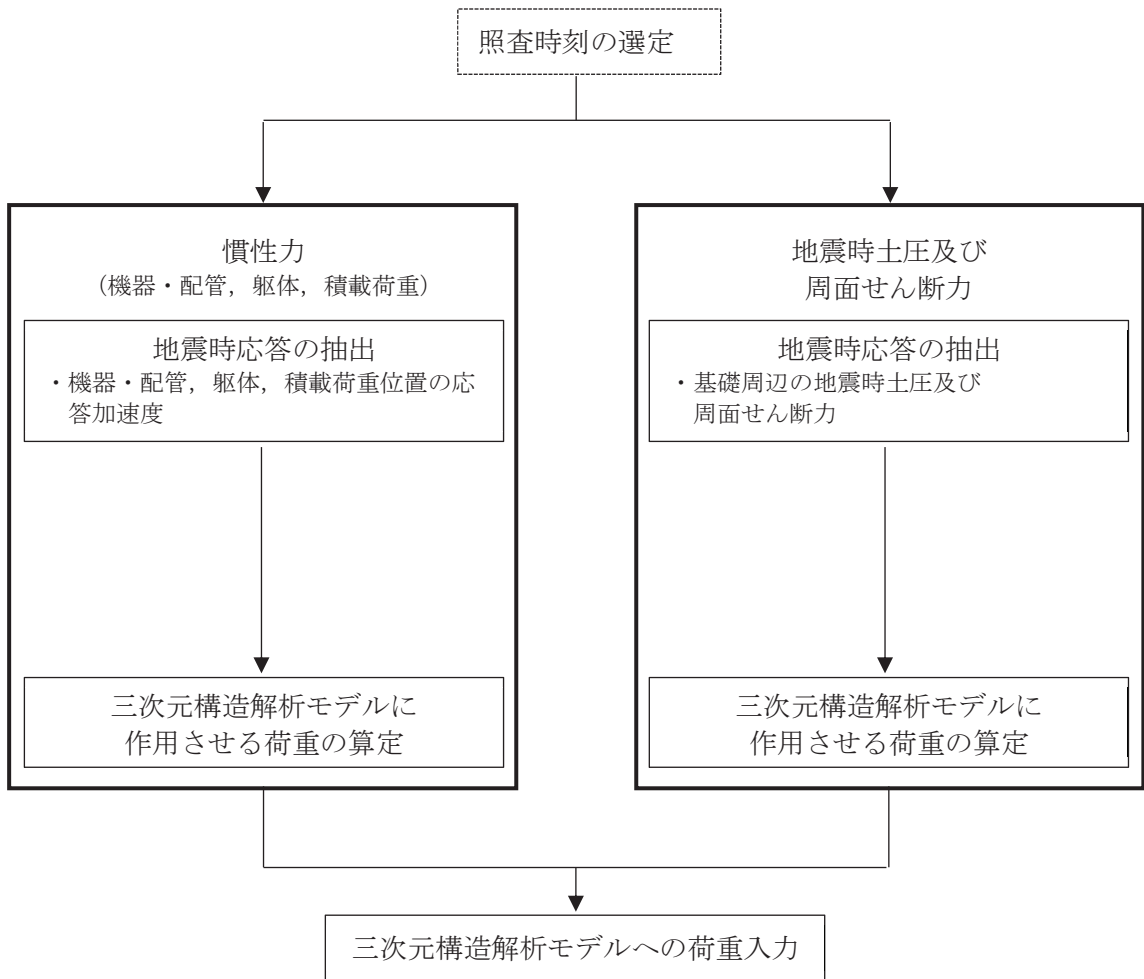 照査時刻の選定
慣性力
(機器・配管,躯体,積載荷重)
地震時応答の抽出
・機器・配管,躯体,積載荷重位置の応
答加速度
三次元構造解析モデルに
作用させる荷重の算定
地震時土圧及び
周面せん断力
地震時応答の抽出
・基礎周辺の地震時土圧及び
周面せん断力
三次元構造解析モデルに
作用させる荷重の算定
三次元構造解析モデルへの荷重入力